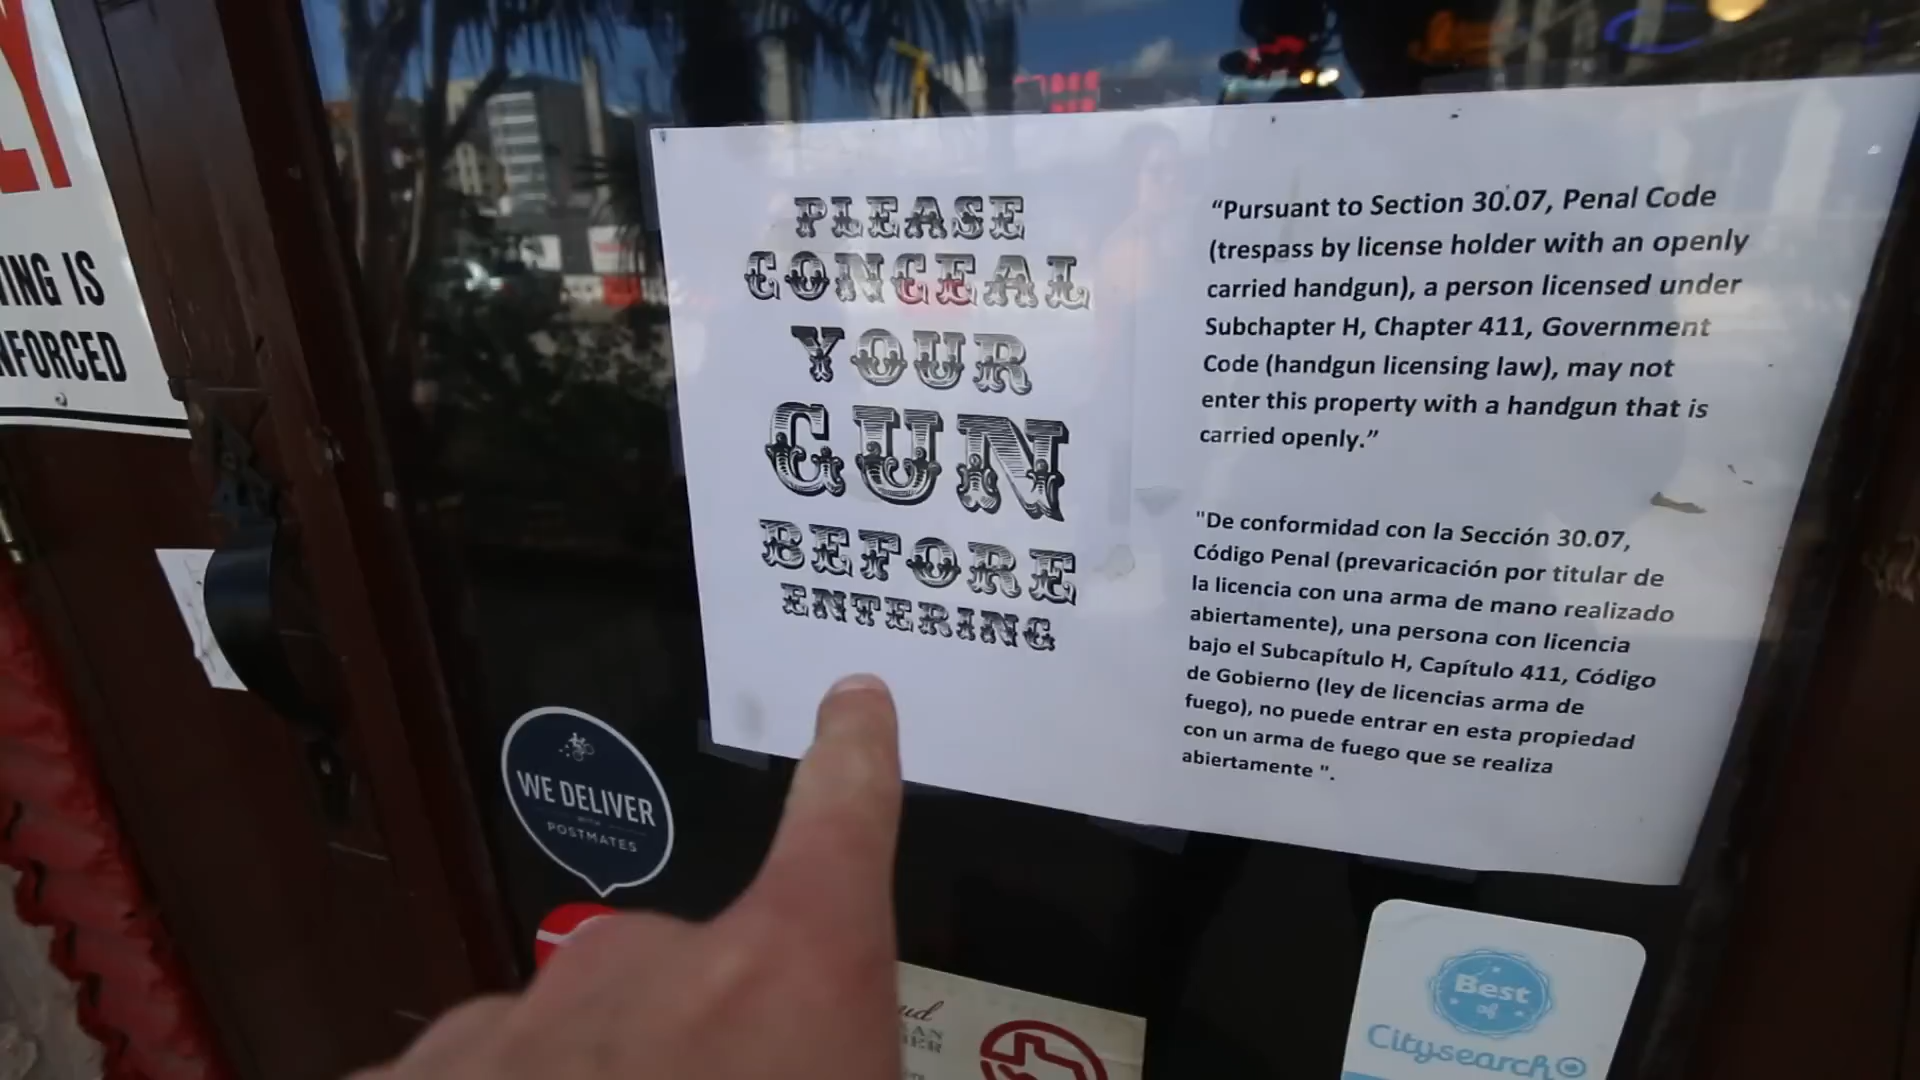 LY
ING IS
NFORCED
PLEASE
CONCEAL
YOUR
GUN
BEFORE
ENTERING
“Pursuant to Section 30.07, Penal Code
(trespass by license holder with an openly
carried handgun), a person licensed under
Subchapter H, Chapter 411, Government
Code (handgun licensing law), may not
enter this property with a handgun that is
carried openly.”
"De conformidad con la Sección 30.07,
Código Penal (prevaricación por titular de
la licencia con una arma de mano realizado
abiertamente), una persona con licencia
bajo el Subcapítulo H, Capítulo 411, Código
de Gobierno (ley de licencias arma de
fuego), no puede entrar en esta propiedad
con un arma de fuego que se realiza
abiertamente ".
WE DELIVER
WITH
POSTMATES
Best
of
Citysearch